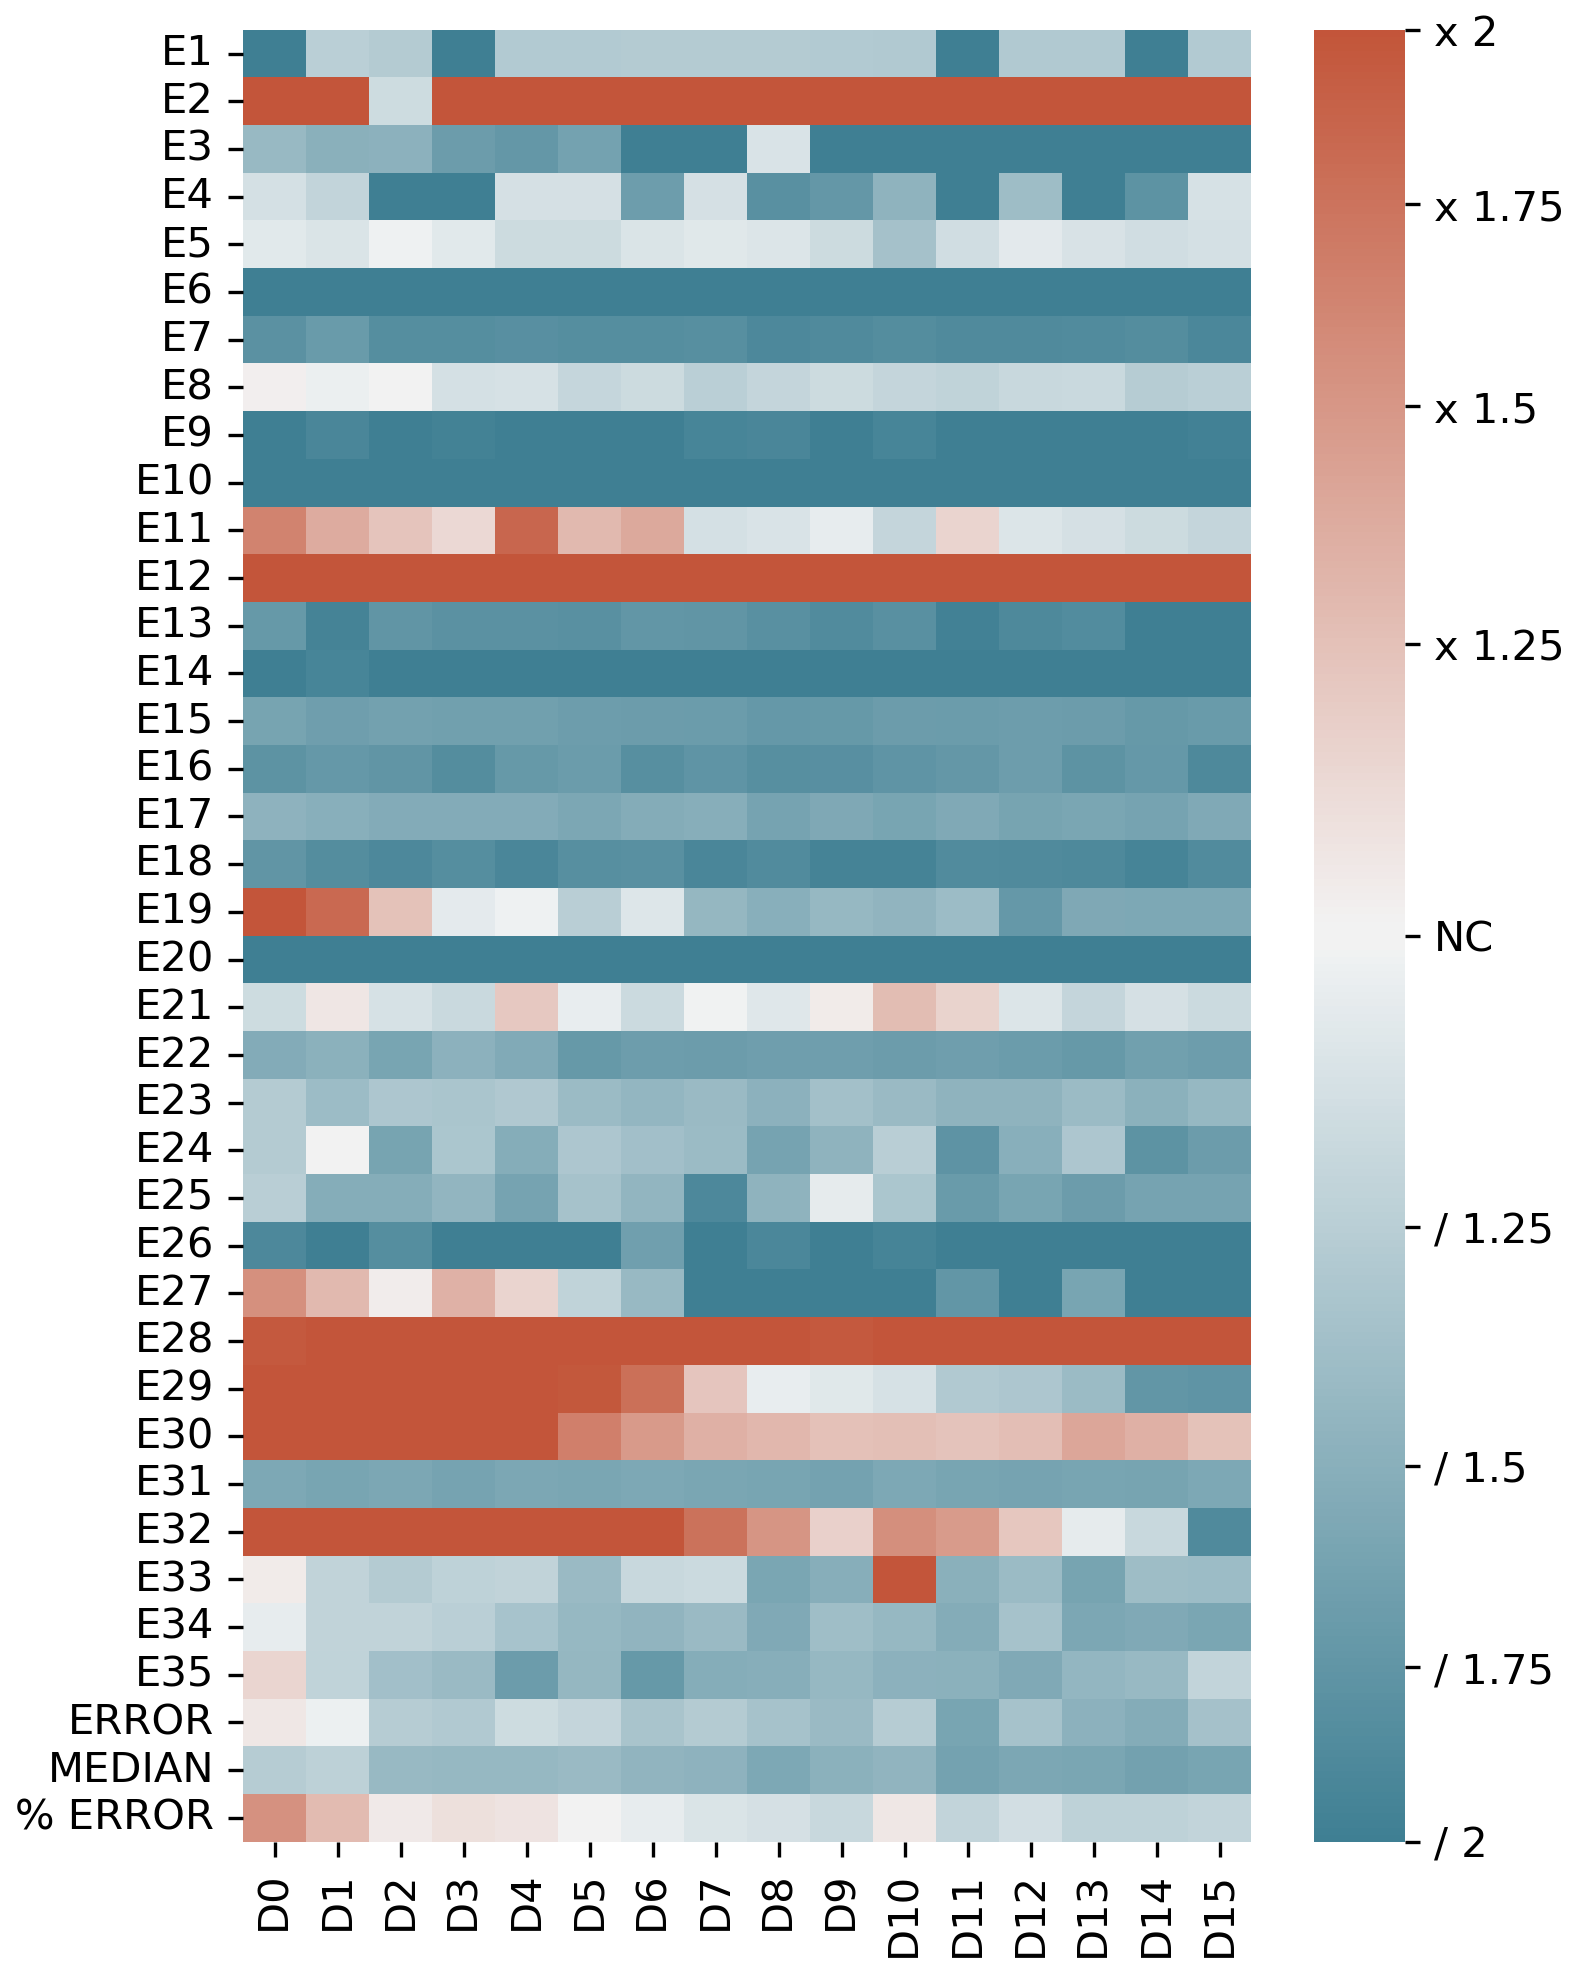 E1
E2
E3
E4
E5
E6
E7
E8
E9
E10
E11
E12
E13
E14
E15
E16
E17
E18
E19
E20
E21
E22
E23
E24
E25
E26
E27
E28
E29
E30
E31
E32
E33
E34
E35
ERROR
MEDIAN
% ERROR
D0
D1
D2
D3
D4
D5
D6
D7
D8
D9
D10
D11
D12
D13
D14
D15
x 2
x 1.75
x 1.5
x 1.25
NC
/ 1.25
/ 1.5
/ 1.75
/ 2